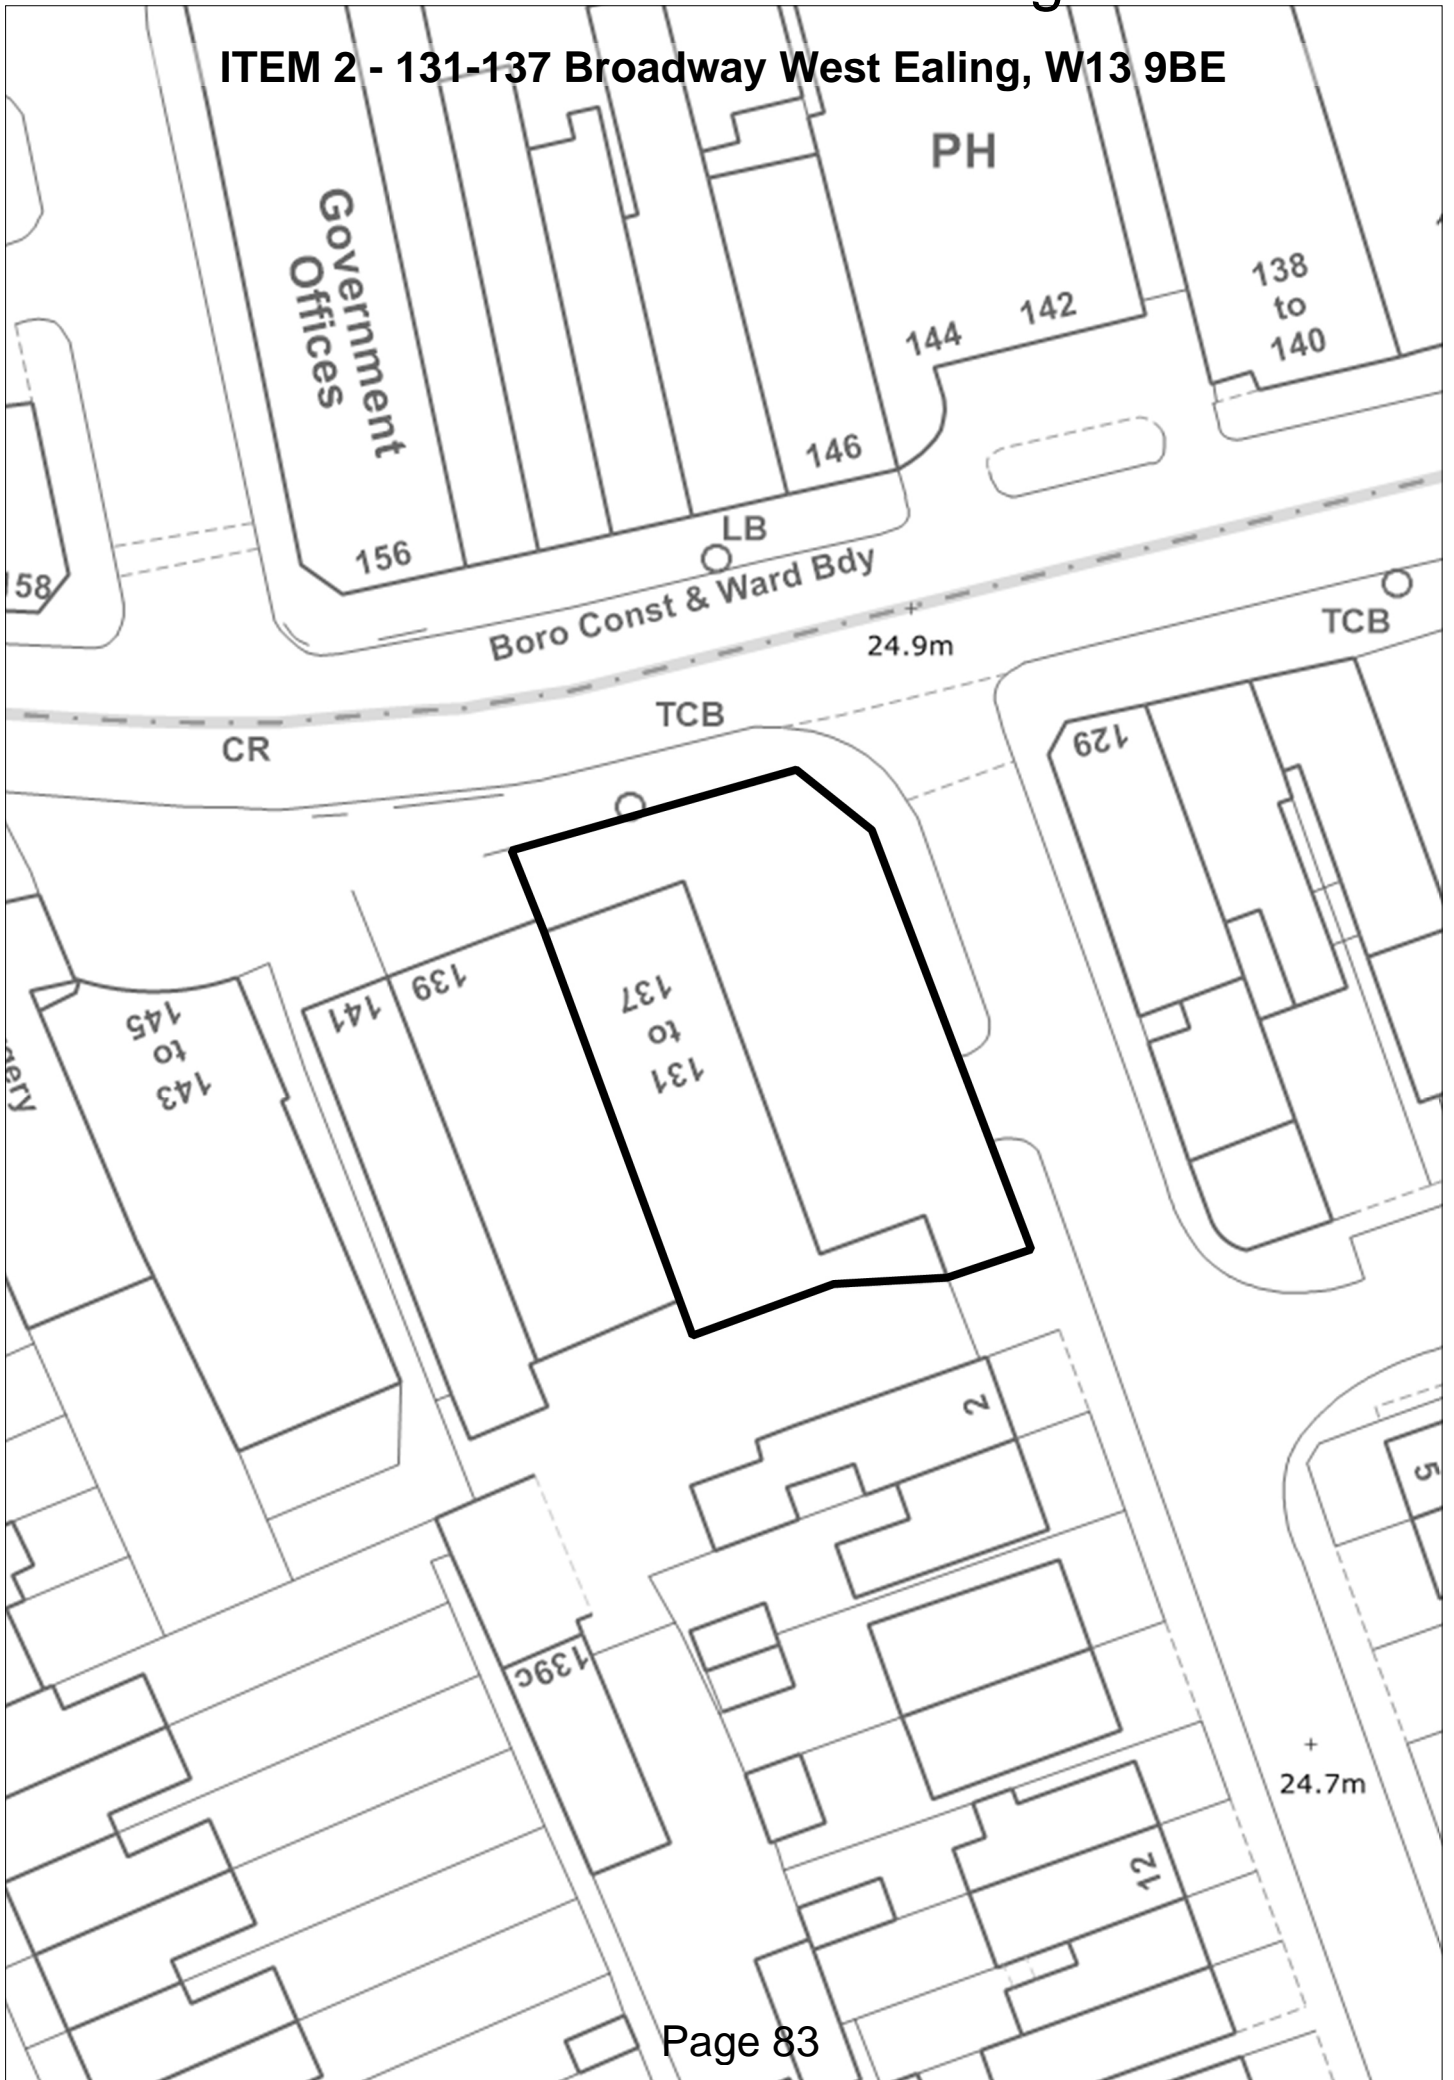 ITEM 2 - 131-137 Broadway West Ealing, W13 9BE
PH
Government
Offices
138
to
140
142
144
146
156
LB
158
Boro Const & Ward Bdy
24.9m
TCB
TCB
CR
129
137
to
131
139
141
145
to
143
2
5
139c
24.7m
12
Page 83